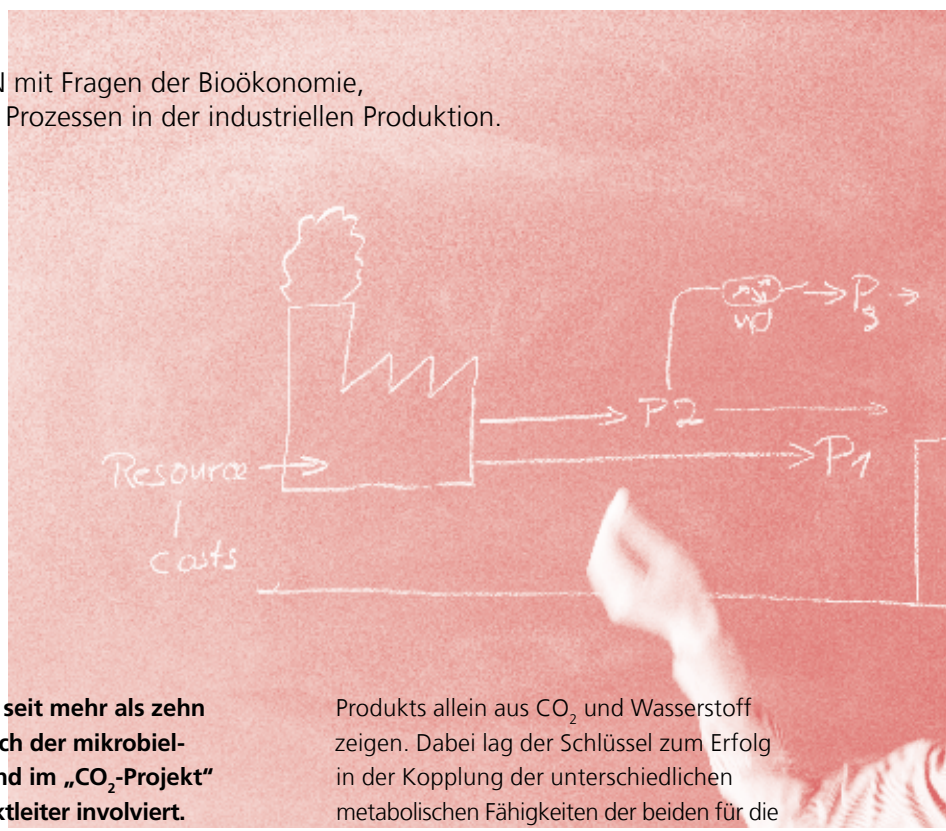 N mit Fragen der Bioökonomie,
Prozessen in der industriellen Produktion.
P3
P2
Resource
P1
Costs
seit mehr als zehn
ch der mikrobiel-
nd im „CO₂-Projekt“
ktleiter involviert.
Produkts allein aus CO₂ und Wasserstoff
zeigen. Dabei lag der Schlüssel zum Erfolg
in der Kopplung der unterschiedlichen
metabolischen Fähigkeiten der beiden für die